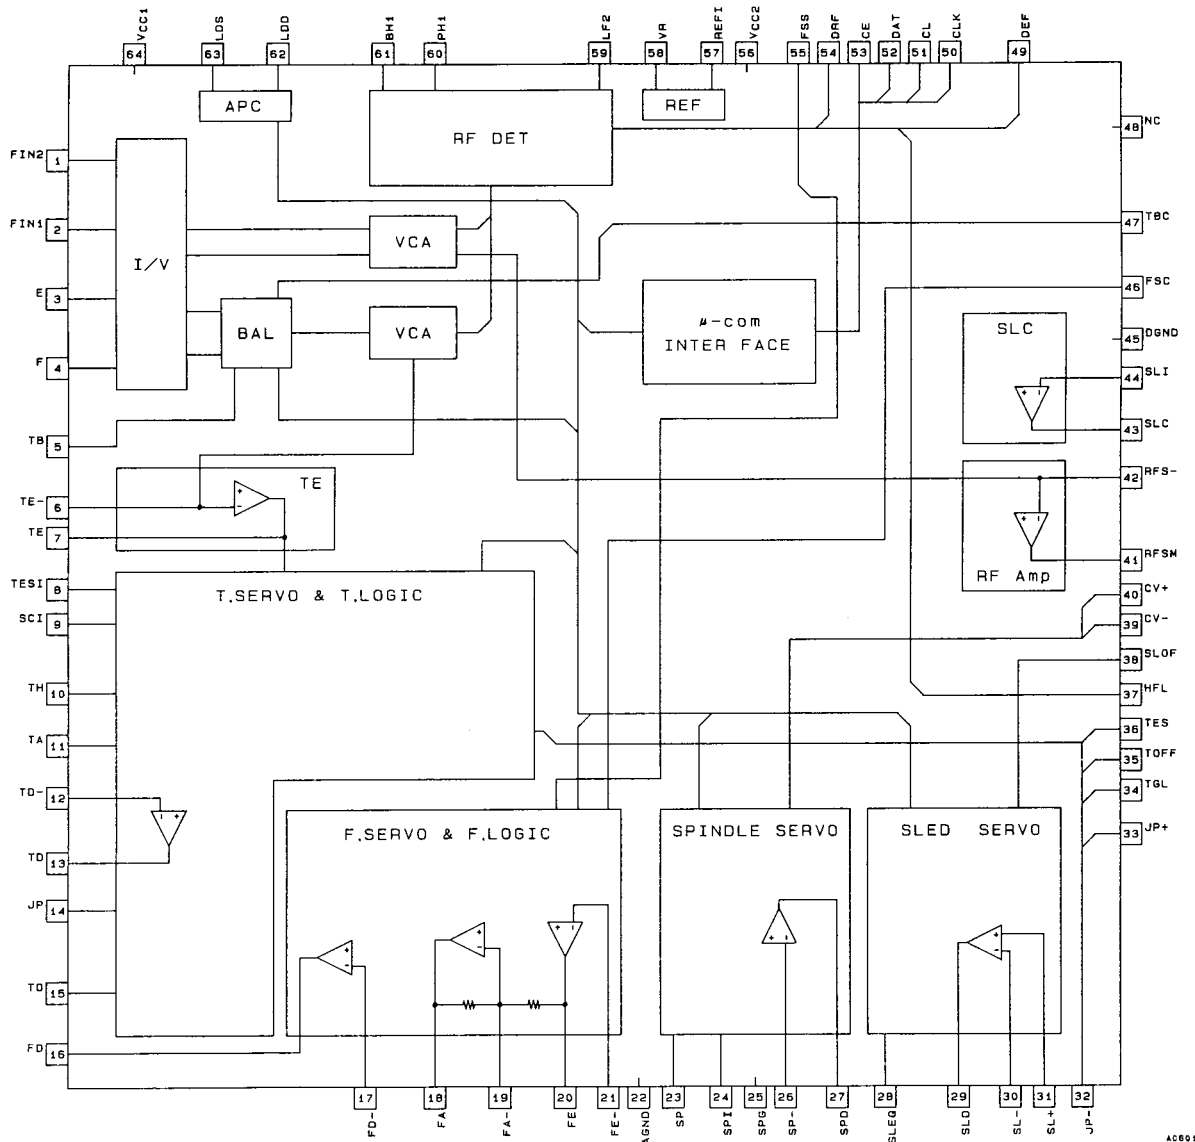 VCC1 LDS LDD BH1 PH1 LF2 VR REFI VCC2 FSS DRF CE DAT CL CLK DEF
64 63 62 61 60 59 58 57 56 55 54 53 52 51 50 49
APC
RF DET
REF
I/V
VCA
BAL
VCA
μ-com
INTER FACE
SLC
+ -
RF Amp
+ -
TE
+
-
T.SERVO & T.LOGIC
- +
F.SERVO & F.LOGIC
+
-
+
-
+ -
SPINDLE SERVO
+ -
SLED SERVO
+
-
FIN2 1
FIN1 2
E 3
F 4
TB 5
TE- 6
TE 7
TESI 8
SCI 9
TH 10
TA 11
TD- 12
TD 13
JP 14
TO 15
FD 16
48 NC
47 TBC
46 FSC
45 DGND
44 SLI
43 SLC
42 RFS-
41 RFSM
40 CV+
39 CV-
38 SLOF
37 HFL
36 TES
35 TOFF
34 TGL
33 JP+
17 18 19 20 21 22 23 24 25 26 27 28 29 30 31 32
FD- FA FA- FE FE- AGND SP SPI SPG SP- SPD SLEQ SLD SL- SL+ JP-
A0601